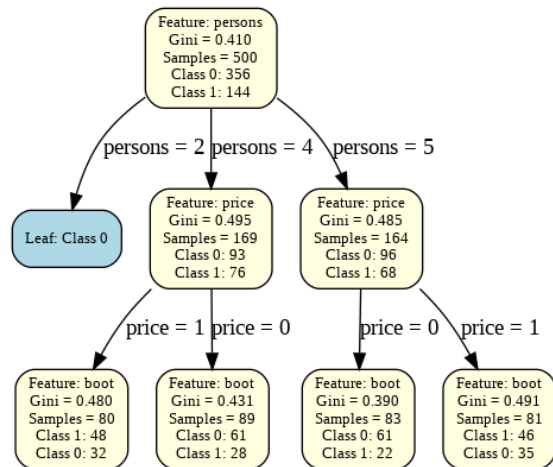 Feature: persons
Gini = 0.410
Samples = 500
Class 0: 356
Class 1: 144
persons = 2
persons = 4
persons = 5
Leaf: Class 0
Feature: price
Gini = 0.495
Samples = 169
Class 0: 93
Class 1: 76
Feature: price
Gini = 0.485
Samples = 164
Class 0: 96
Class 1: 68
price = 1
price = 0
price = 0
price = 1
Feature: boot
Gini = 0.480
Samples = 80
Class 1: 48
Class 0: 32
Feature: boot
Gini = 0.431
Samples = 89
Class 0: 61
Class 1: 28
Feature: boot
Gini = 0.390
Samples = 83
Class 0: 61
Class 1: 22
Feature: boot
Gini = 0.491
Samples = 81
Class 1: 46
Class 0: 35